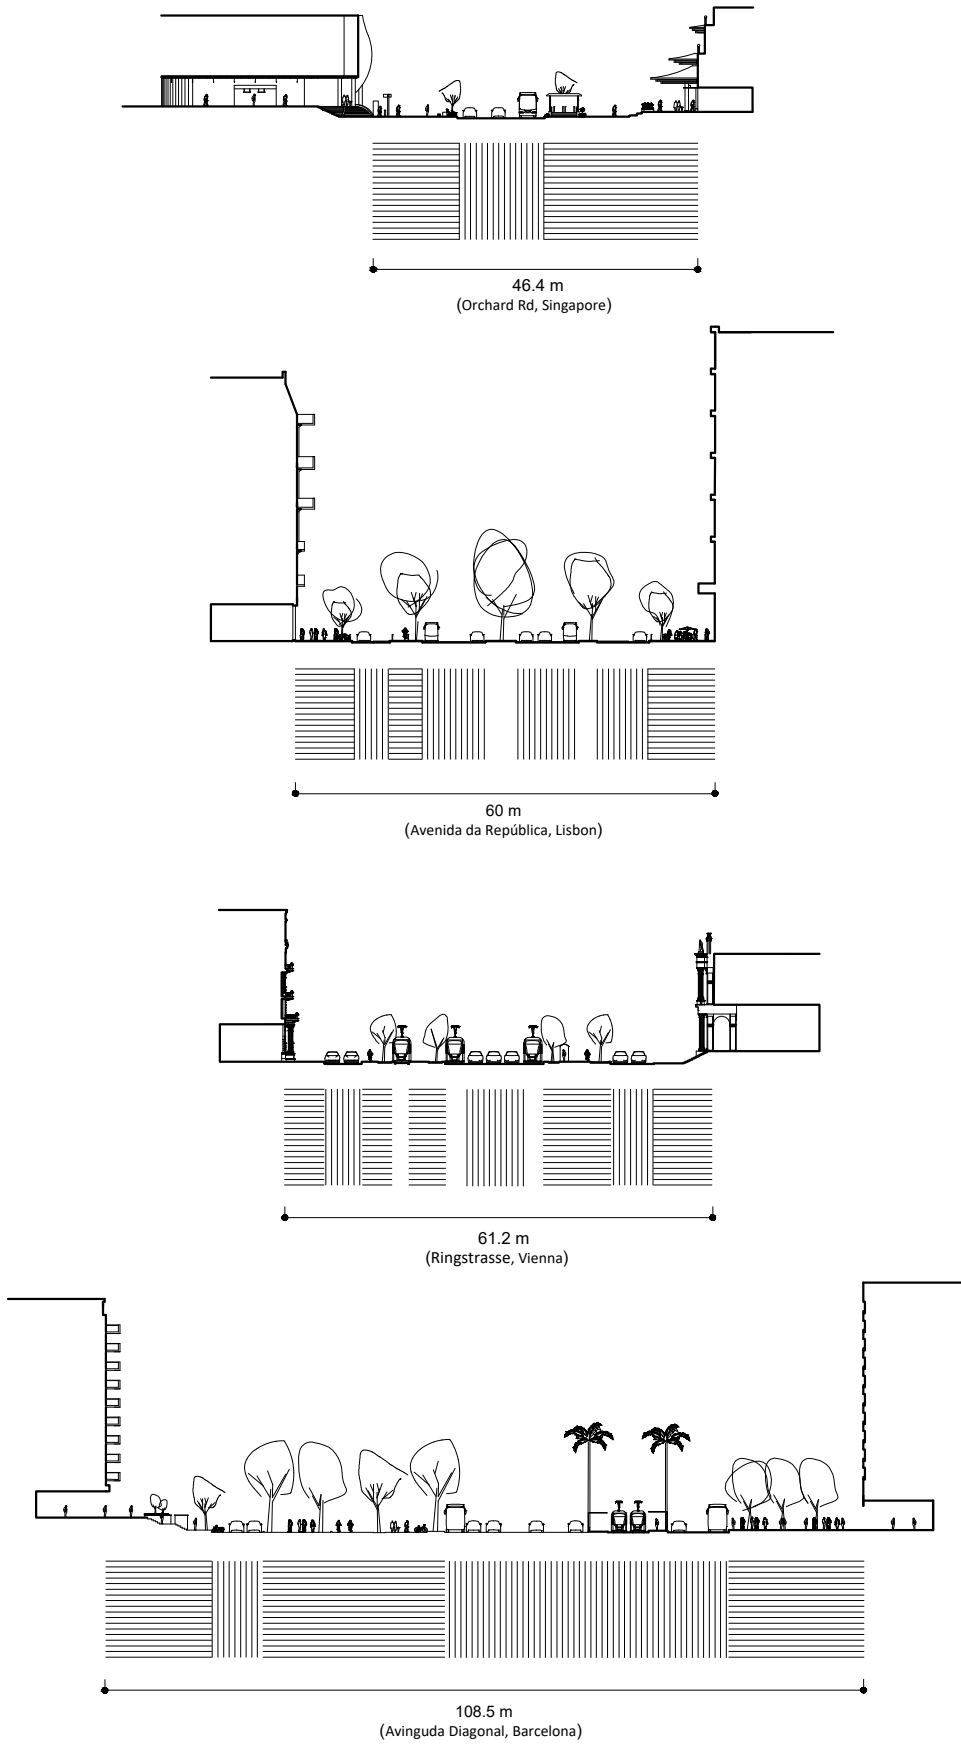 46.4 m
(Orchard Rd, Singapore)
60 m
(Avenida da República, Lisbon)
61.2 m
(Ringstrasse, Vienna)
108.5 m
(Avinguda Diagonal, Barcelona)